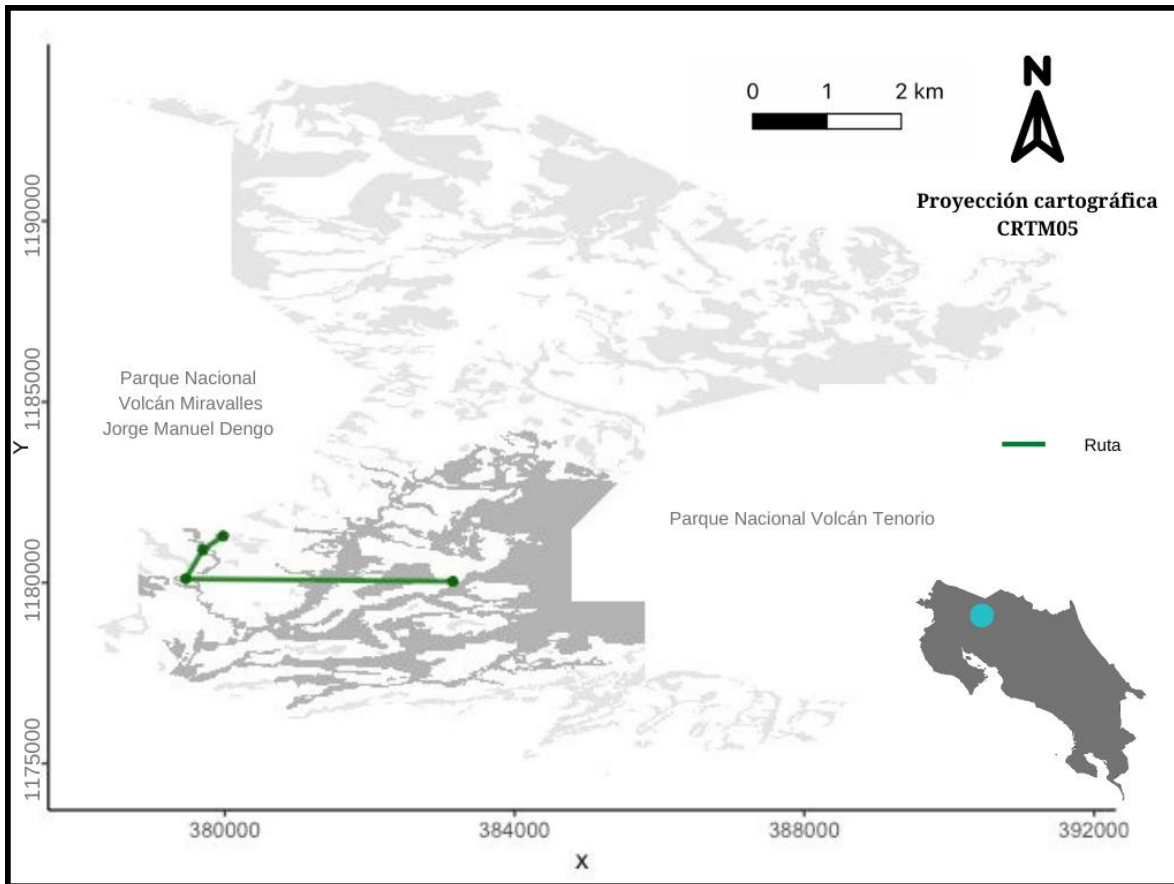 0 1 2 km
N
Proyección cartográfica
CRTM05
1190000
1185000
1180000
1175000
Y
Parque Nacional
Volcán Miravalles
Jorge Manuel Dengo
Ruta
Parque Nacional Volcán Tenorio
380000 384000 388000 392000
X